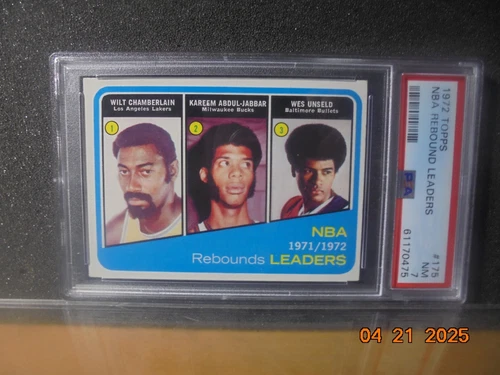 WILT CHAMBERLAIN
Los Angeles Lakers
KAREEM ABDUL-JABBAR
Milwaukee Bucks
WES UNSELD
Baltimore Bullets
1
2
3
NBA
1971/1972
Rebounds LEADERS
1972 TOPPS
NBA REBOUND LEADERS
#175
NM
7
PSA
61170475
04 21 2025